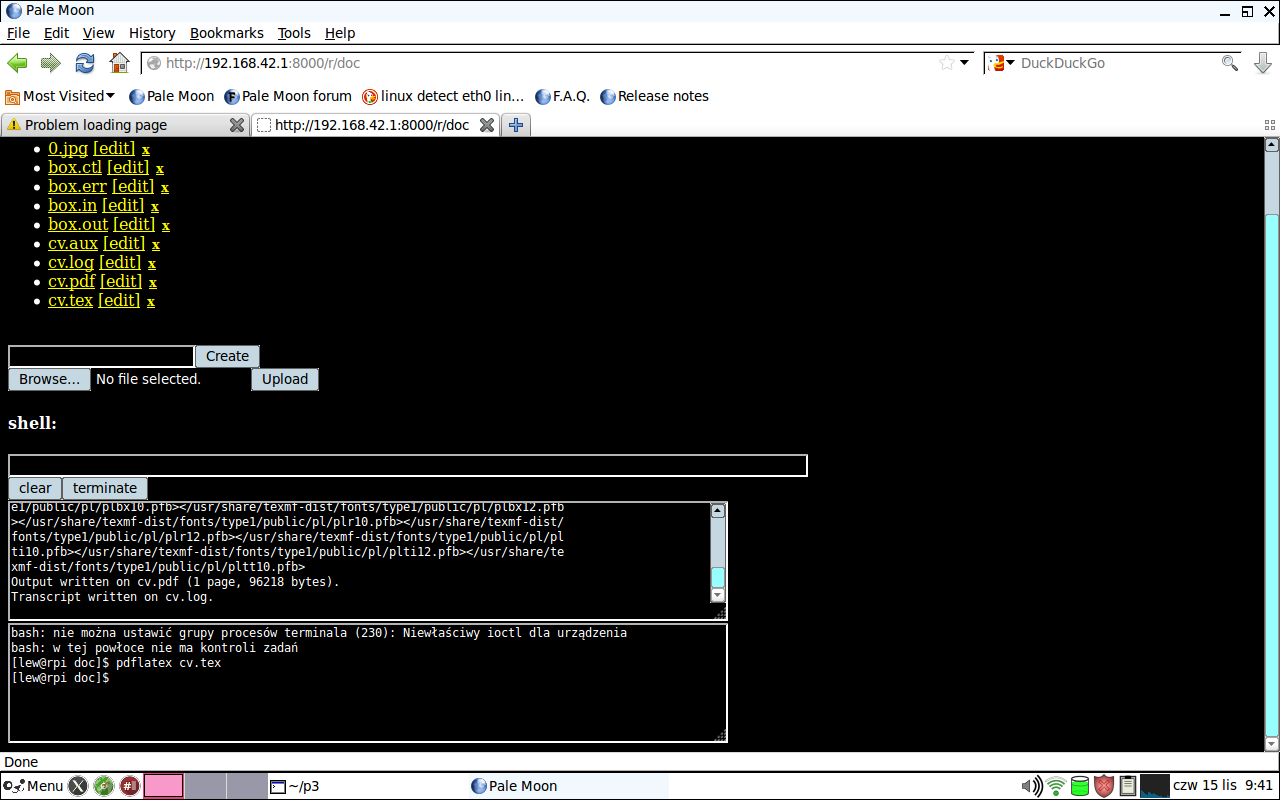 Pale Moon
File Edit View History Bookmarks Tools Help
http://192.168.42.1:8000/r/doc
DuckDuckGo
Most Visited Pale Moon Pale Moon forum linux detect eth0 lin... F.A.Q. Release notes
Problem loading page
http://192.168.42.1:8000/r/doc
0.jpg [edit] x
box.ctl [edit] x
box.err [edit] x
box.in [edit] x
box.out [edit] x
cv.aux [edit] x
cv.log [edit] x
cv.pdf [edit] x
cv.tex [edit] x
Create
Browse... No file selected. Upload
shell:
clear terminate
e1/public/pl/plbx10.pfb></usr/share/texmf-dist/fonts/type1/public/pl/plbx12.pfb
></usr/share/texmf-dist/fonts/type1/public/pl/plr10.pfb></usr/share/texmf-dist/
fonts/type1/public/pl/plr12.pfb></usr/share/texmf-dist/fonts/type1/public/pl/pl
ti10.pfb></usr/share/texmf-dist/fonts/type1/public/pl/plti12.pfb></usr/share/te
xmf-dist/fonts/type1/public/pl/pltt10.pfb>
Output written on cv.pdf (1 page, 96218 bytes).
Transcript written on cv.log.
bash: nie można ustawić grupy procesów terminala (230): Niewłaściwy ioctl dla urządzenia
bash: w tej powłoce nie ma kontroli zadań
[lew@rpi doc]$ pdflatex cv.tex
[lew@rpi doc]$
Done
Menu ~/p3 Pale Moon czw 15 lis 9:41